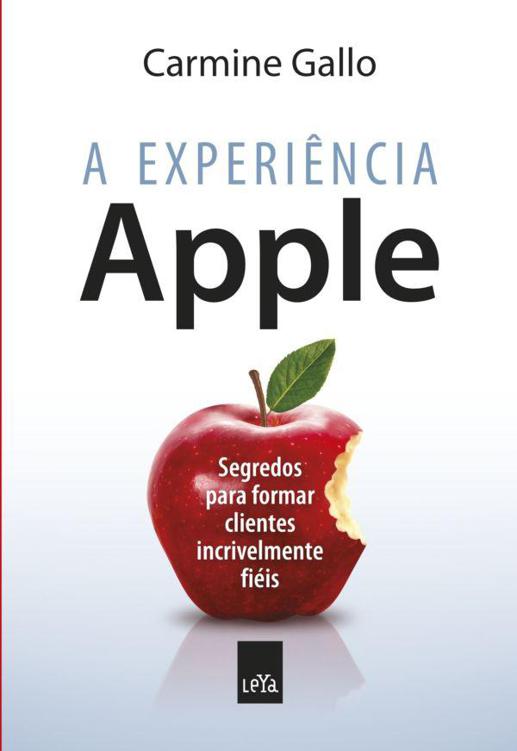 Carmine Gallo
A EXPERIÊNCIA
Apple
Segredos
para formar
clientes
incrivelmente
fiéis
LeYa